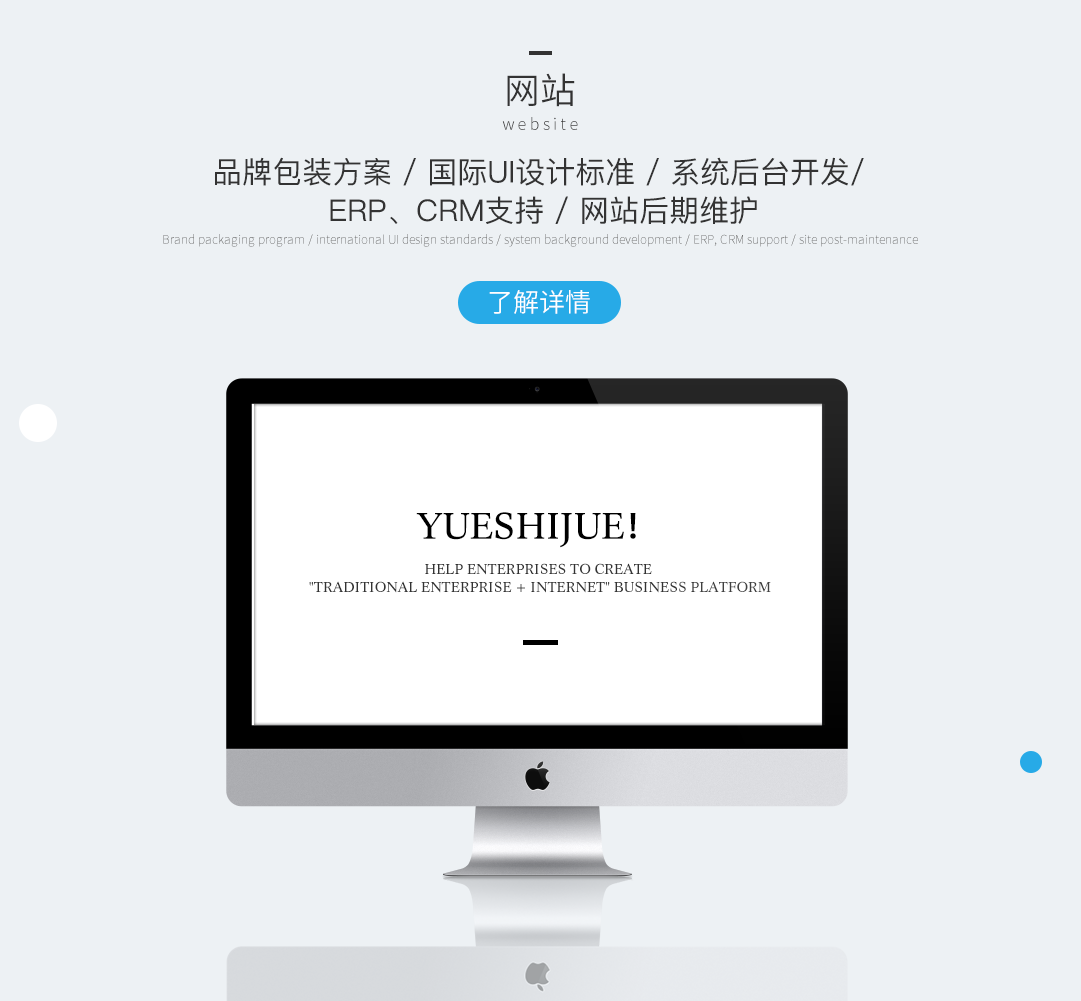 网站
website
品牌包装方案 / 国际UI设计标准 / 系统后台开发/
ERP、CRM支持 / 网站后期维护
Brand packaging program / international UI design standards / system background development / ERP, CRM support / site post-maintenance
了解详情
YUESHIJUE!
HELP ENTERPRISES TO CREATE
"TRADITIONAL ENTERPRISE + INTERNET" BUSINESS PLATFORM